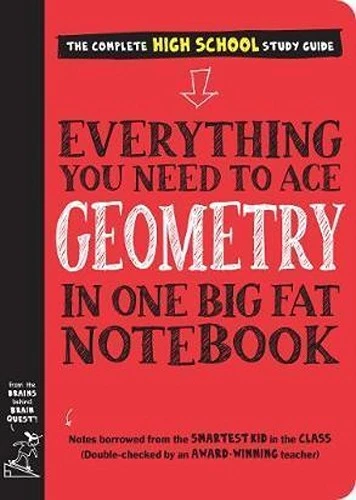 THE COMPLETE HIGH SCHOOL STUDY GUIDE
EVERYTHING
YOU NEED TO ACE
GEOMETRY
IN ONE BIG FAT
NOTEBOOK
from the
BRAINS
behind
BRAIN
QUEST!
Notes borrowed from the SMARTEST KID in the CLASS
(Double-checked by an AWARD-WINNING teacher)